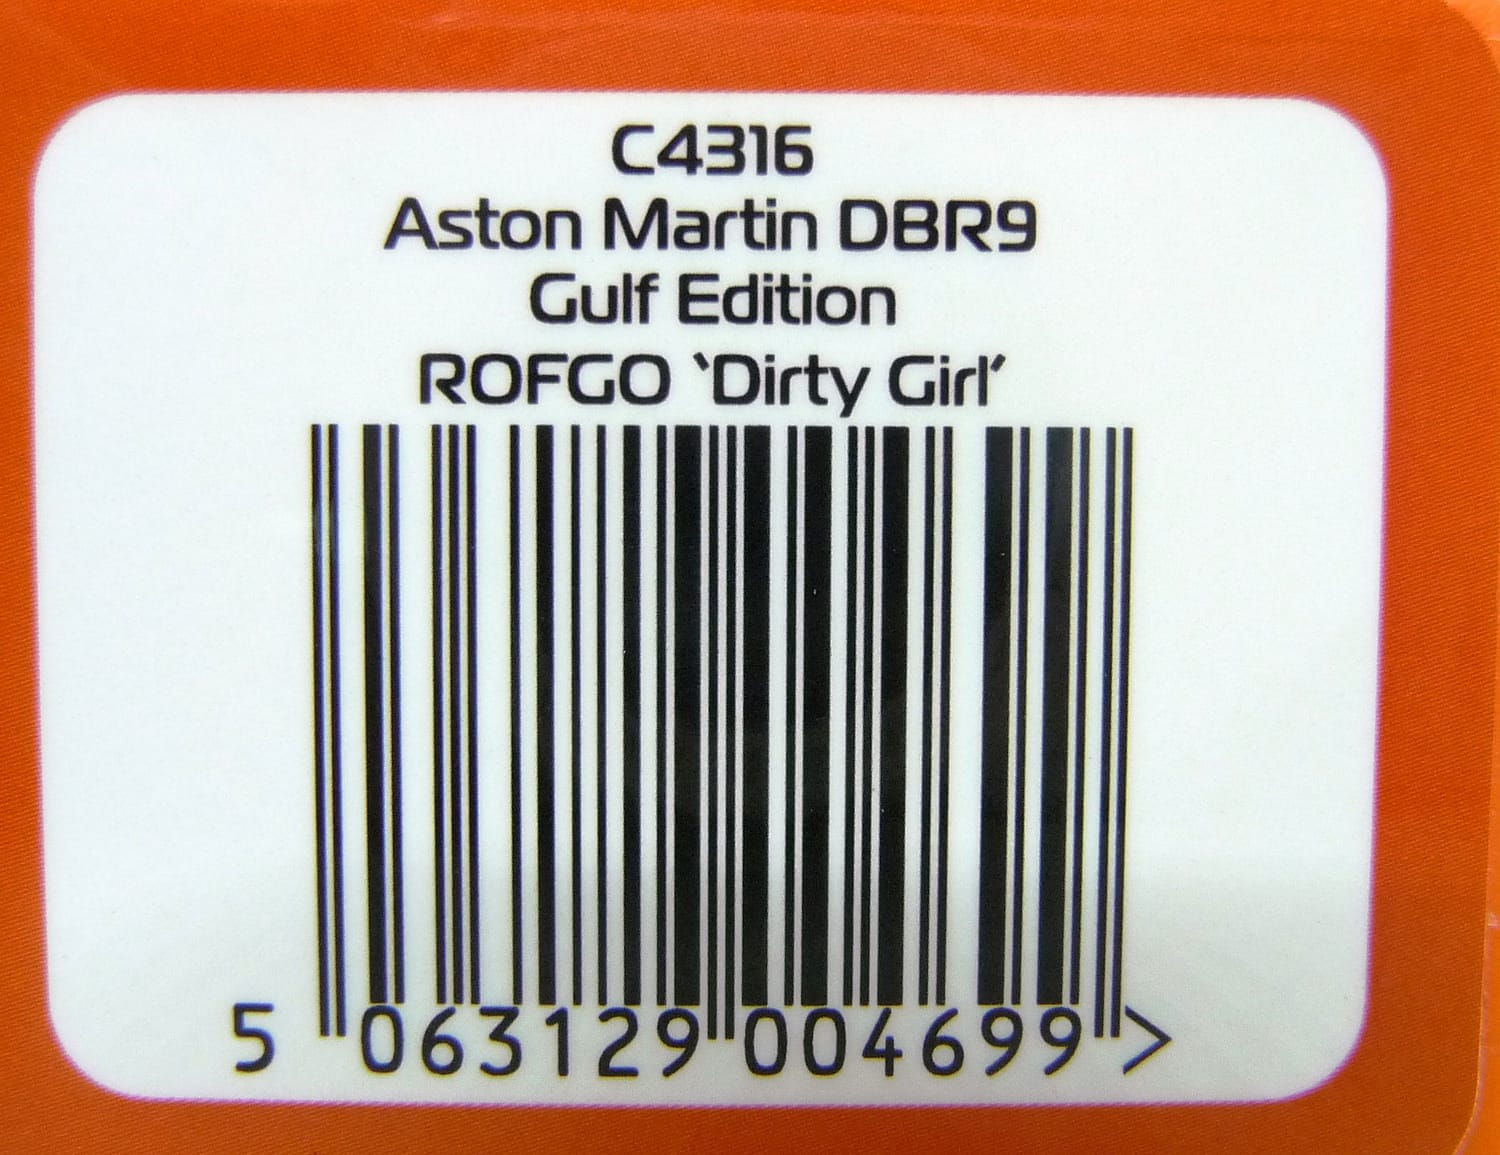 C4316
Aston Martin DBR9
Gulf Edition
ROFGO ‵Dirty Girl′
5 063129 004699 >